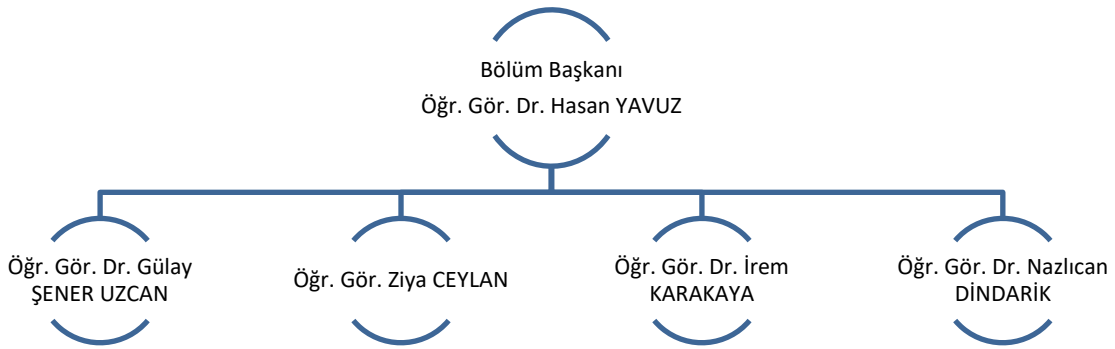 Bölüm Başkanı
Öğr. Gör. Dr. Hasan YAVUZ
Öğr. Gör. Dr. Gülay
ŞENER UZCAN
Öğr. Gör. Ziya CEYLAN
Öğr. Gör. Dr. İrem
KARAKAYA
Öğr. Gör. Dr. Nazlıcan
DİNDARİK